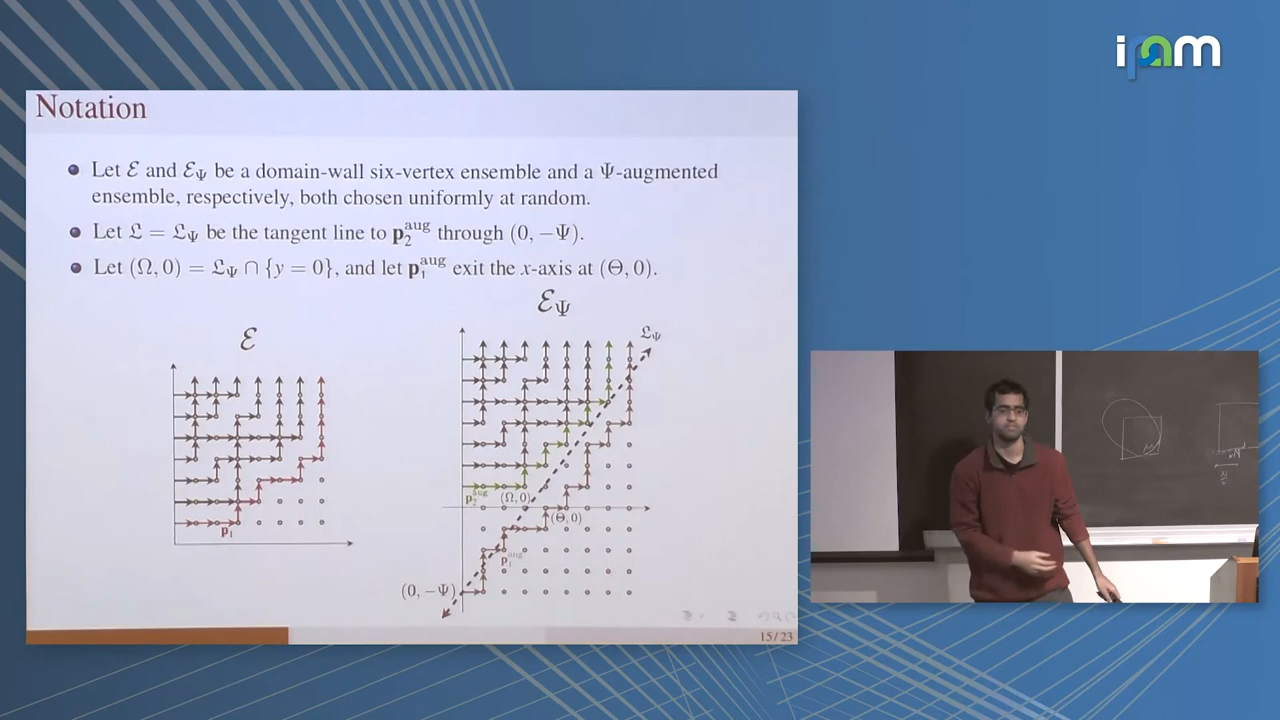 ipam
Notation
Let ℰ and ℰ_Ψ be a domain-wall six-vertex ensemble and a Ψ-augmented
ensemble, respectively, both chosen uniformly at random.
Let 𝔏 = 𝔏_Ψ be the tangent line to p₂^aug through (0, −Ψ).
Let (Ω, 0) = 𝔏_Ψ ∩ {y = 0}, and let p₁^aug exit the x-axis at (Θ, 0).
ℰ
ℰ_Ψ
𝔏_Ψ
p₂^aug
(Ω, 0)
(Θ, 0)
p₁
p₁^aug
(0, −Ψ)
15/23